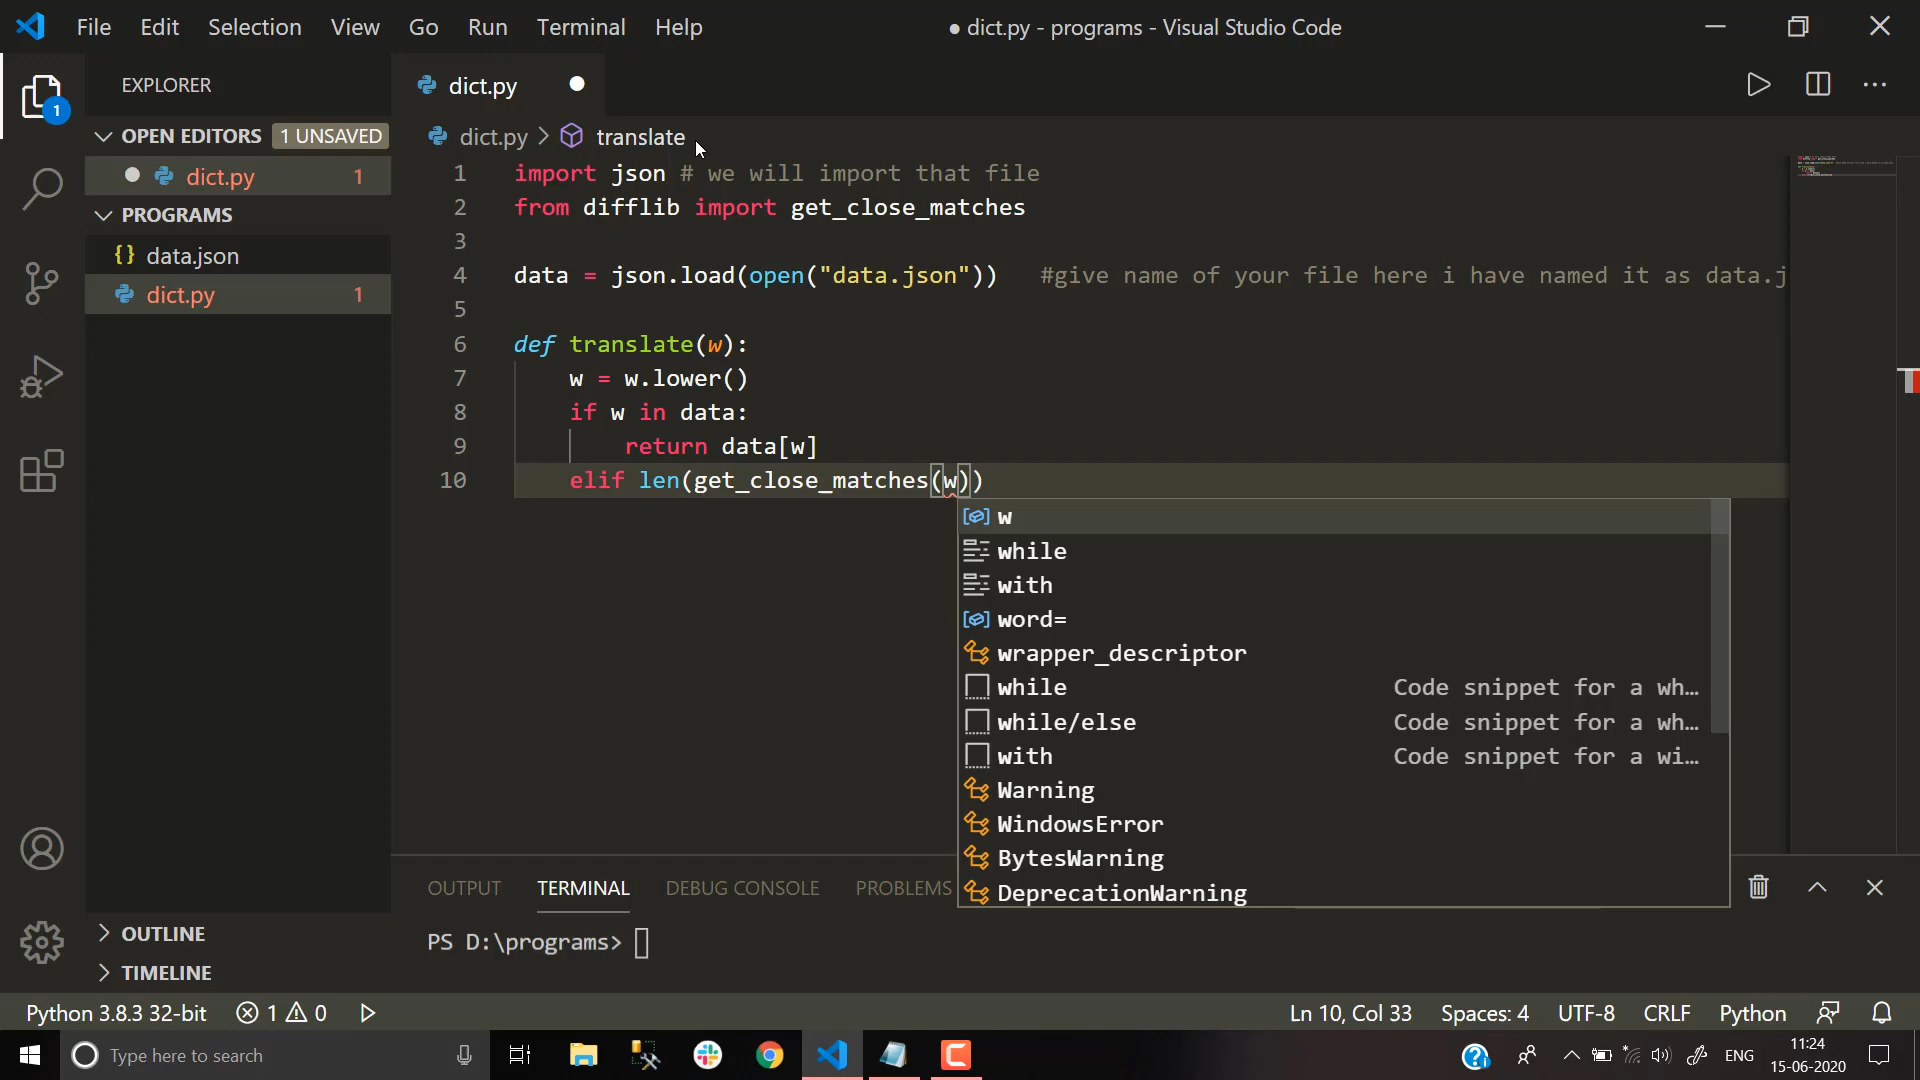 File Edit Selection View Go Run Terminal Help
● dict.py - programs - Visual Studio Code
EXPLORER
OPEN EDITORS 1 UNSAVED
dict.py 1
PROGRAMS
data.json
dict.py 1
OUTLINE
TIMELINE
1
dict.py
dict.py > translate
1 import json # we will import that file
2 from difflib import get_close_matches
3
4 data = json.load(open("data.json")) #give name of your file here i have named it as data.j
5
6 def translate(w):
7 w = w.lower()
8 if w in data:
9 return data[w]
10 elif len(get_close_matches(w))
w
while
with
word=
wrapper_descriptor
while Code snippet for a wh…
while/else Code snippet for a wh…
with Code snippet for a wi…
Warning
WindowsError
BytesWarning
DeprecationWarning
OUTPUT TERMINAL DEBUG CONSOLE PROBLEMS
PS D:\programs>
Python 3.8.3 32-bit 1 0
Ln 10, Col 33 Spaces: 4 UTF-8 CRLF Python
Type here to search
ENG
11:24
15-06-2020